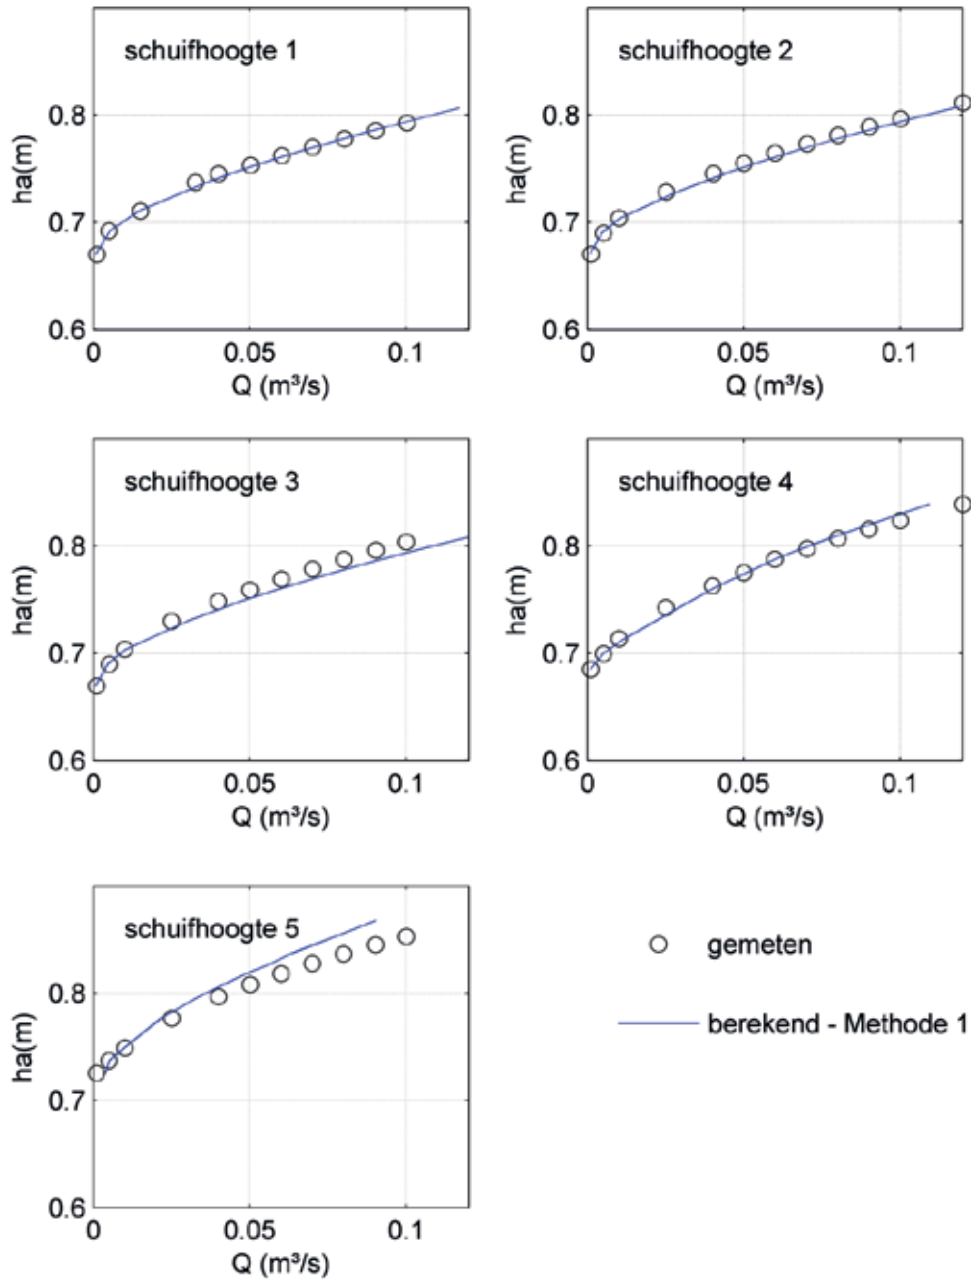 schuifhoogte 1
ha(m)
0.8
0.7
0.6
0
0.05
0.1
Q (m³/s)
schuifhoogte 2
ha(m)
0.8
0.7
0.6
0
0.05
0.1
Q (m³/s)
schuifhoogte 3
ha(m)
0.8
0.7
0.6
0
0.05
0.1
Q (m³/s)
schuifhoogte 4
ha(m)
0.8
0.7
0.6
0
0.05
0.1
Q (m³/s)
schuifhoogte 5
ha(m)
0.8
0.7
0.6
0
0.05
0.1
Q (m³/s)
gemeten
berekend - Methode 1